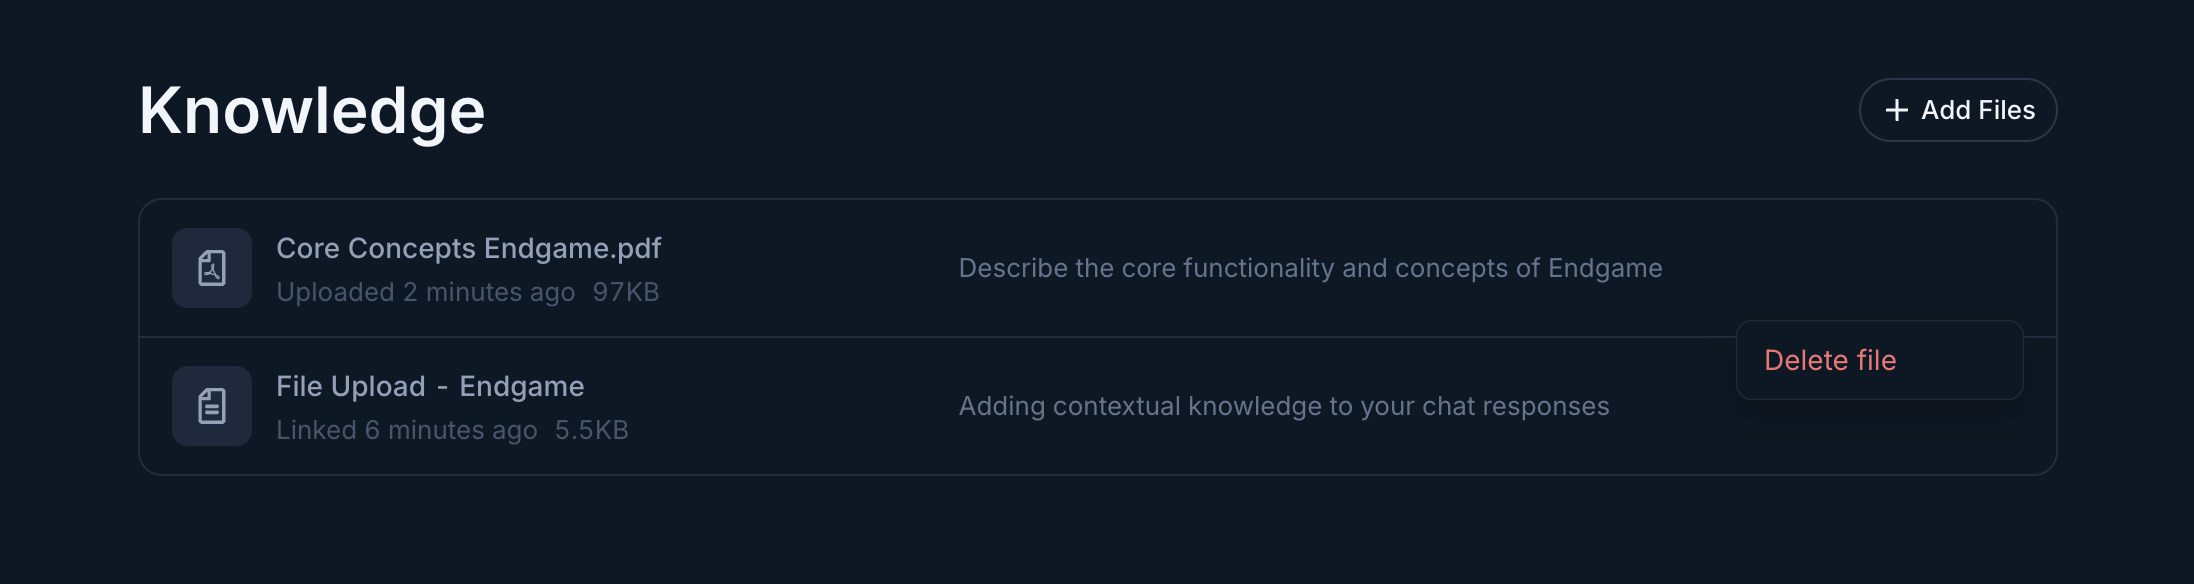 Knowledge
+ Add Files
Core Concepts Endgame.pdf
Uploaded 2 minutes ago 97KB
Describe the core functionality and concepts of Endgame
Delete file
File Upload - Endgame
Linked 6 minutes ago 5.5KB
Adding contextual knowledge to your chat responses